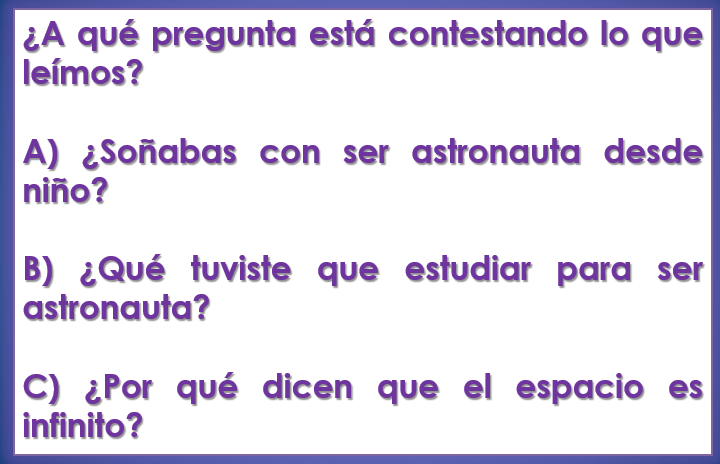 ¿A qué pregunta está contestando lo que
leímos?
A) ¿Soñabas con ser astronauta desde
niño?
B) ¿Qué tuviste que estudiar para ser
astronauta?
C) ¿Por qué dicen que el espacio es
infinito?